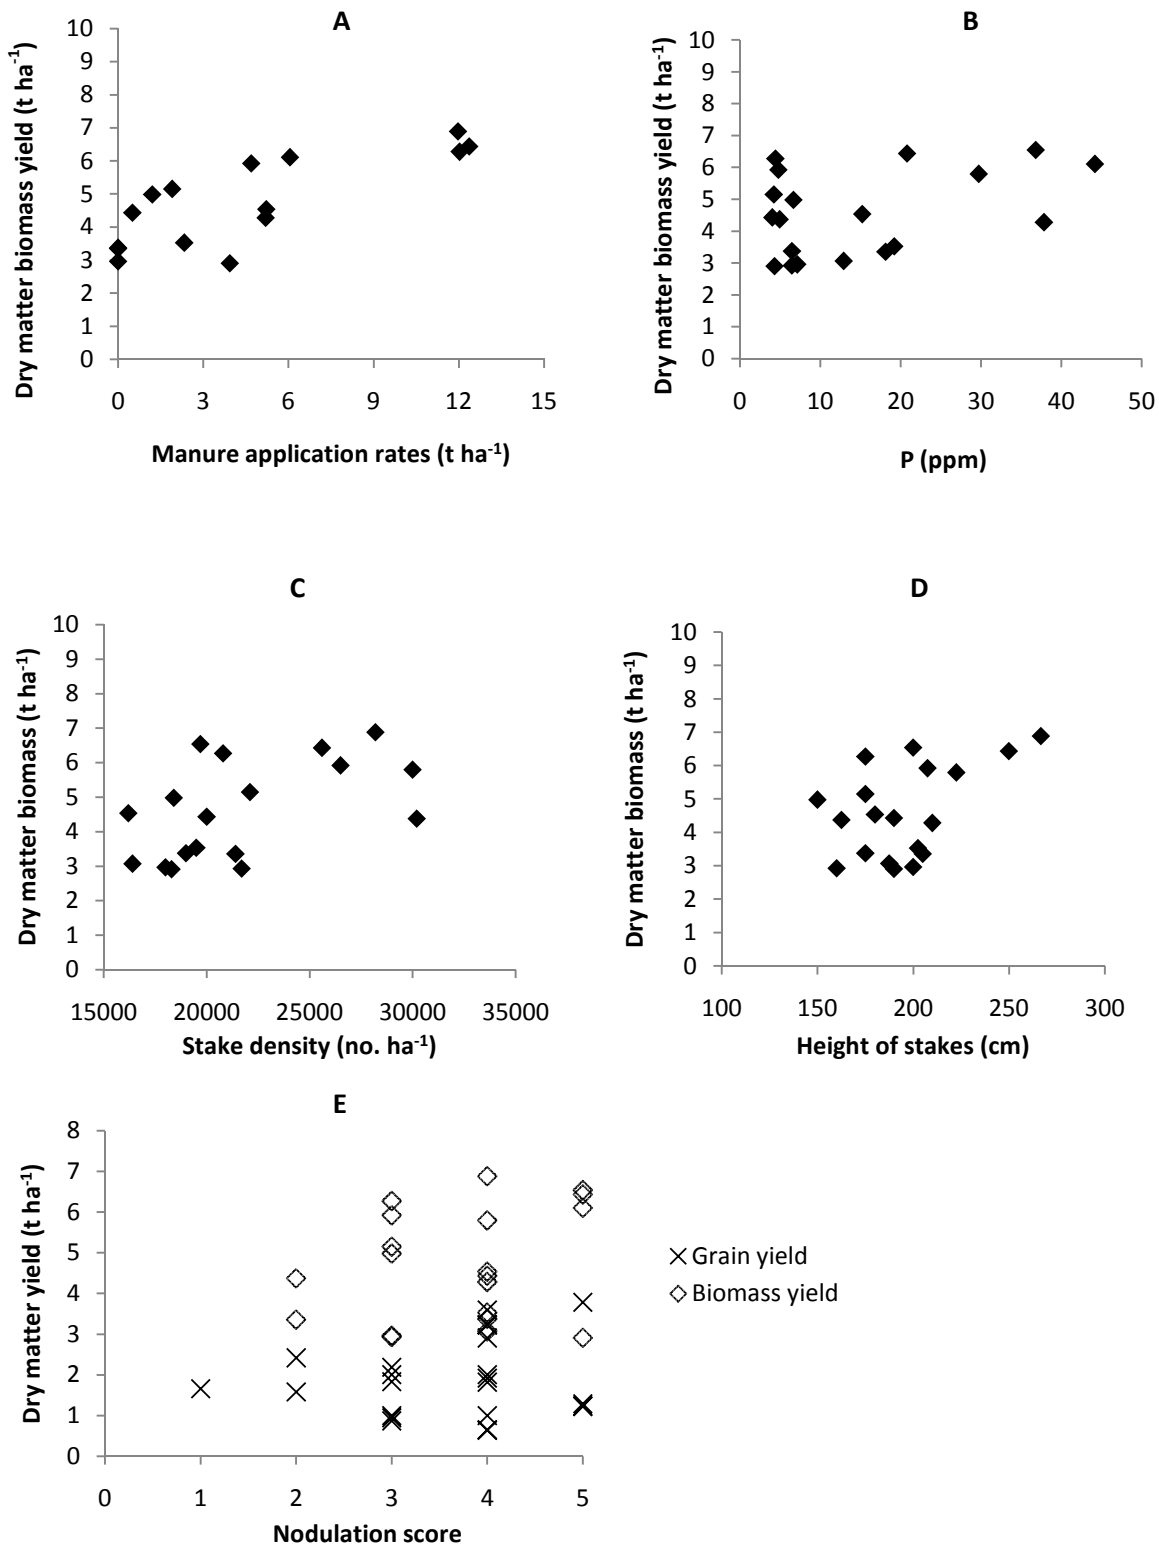 A
10
9
8
7
6
5
4
3
2
1
0
Dry matter biomass yield (t ha-1)
0 3 6 9 12 15
Manure application rates (t ha-1)
B
10
9
8
7
6
5
4
3
2
1
0
Dry matter biomass yield (t ha-1)
0 10 20 30 40 50
P (ppm)
C
10
9
8
7
6
5
4
3
2
1
0
Dry matter biomass (t ha-1)
15000 20000 25000 30000 35000
Stake density (no. ha-1)
D
10
9
8
7
6
5
4
3
2
1
0
Dry matter biomass (t ha-1)
100 150 200 250 300
Height of stakes (cm)
E
8
7
6
5
4
3
2
1
0
Dry matter yield (t ha-1)
0 1 2 3 4 5
Nodulation score
Grain yield
Biomass yield